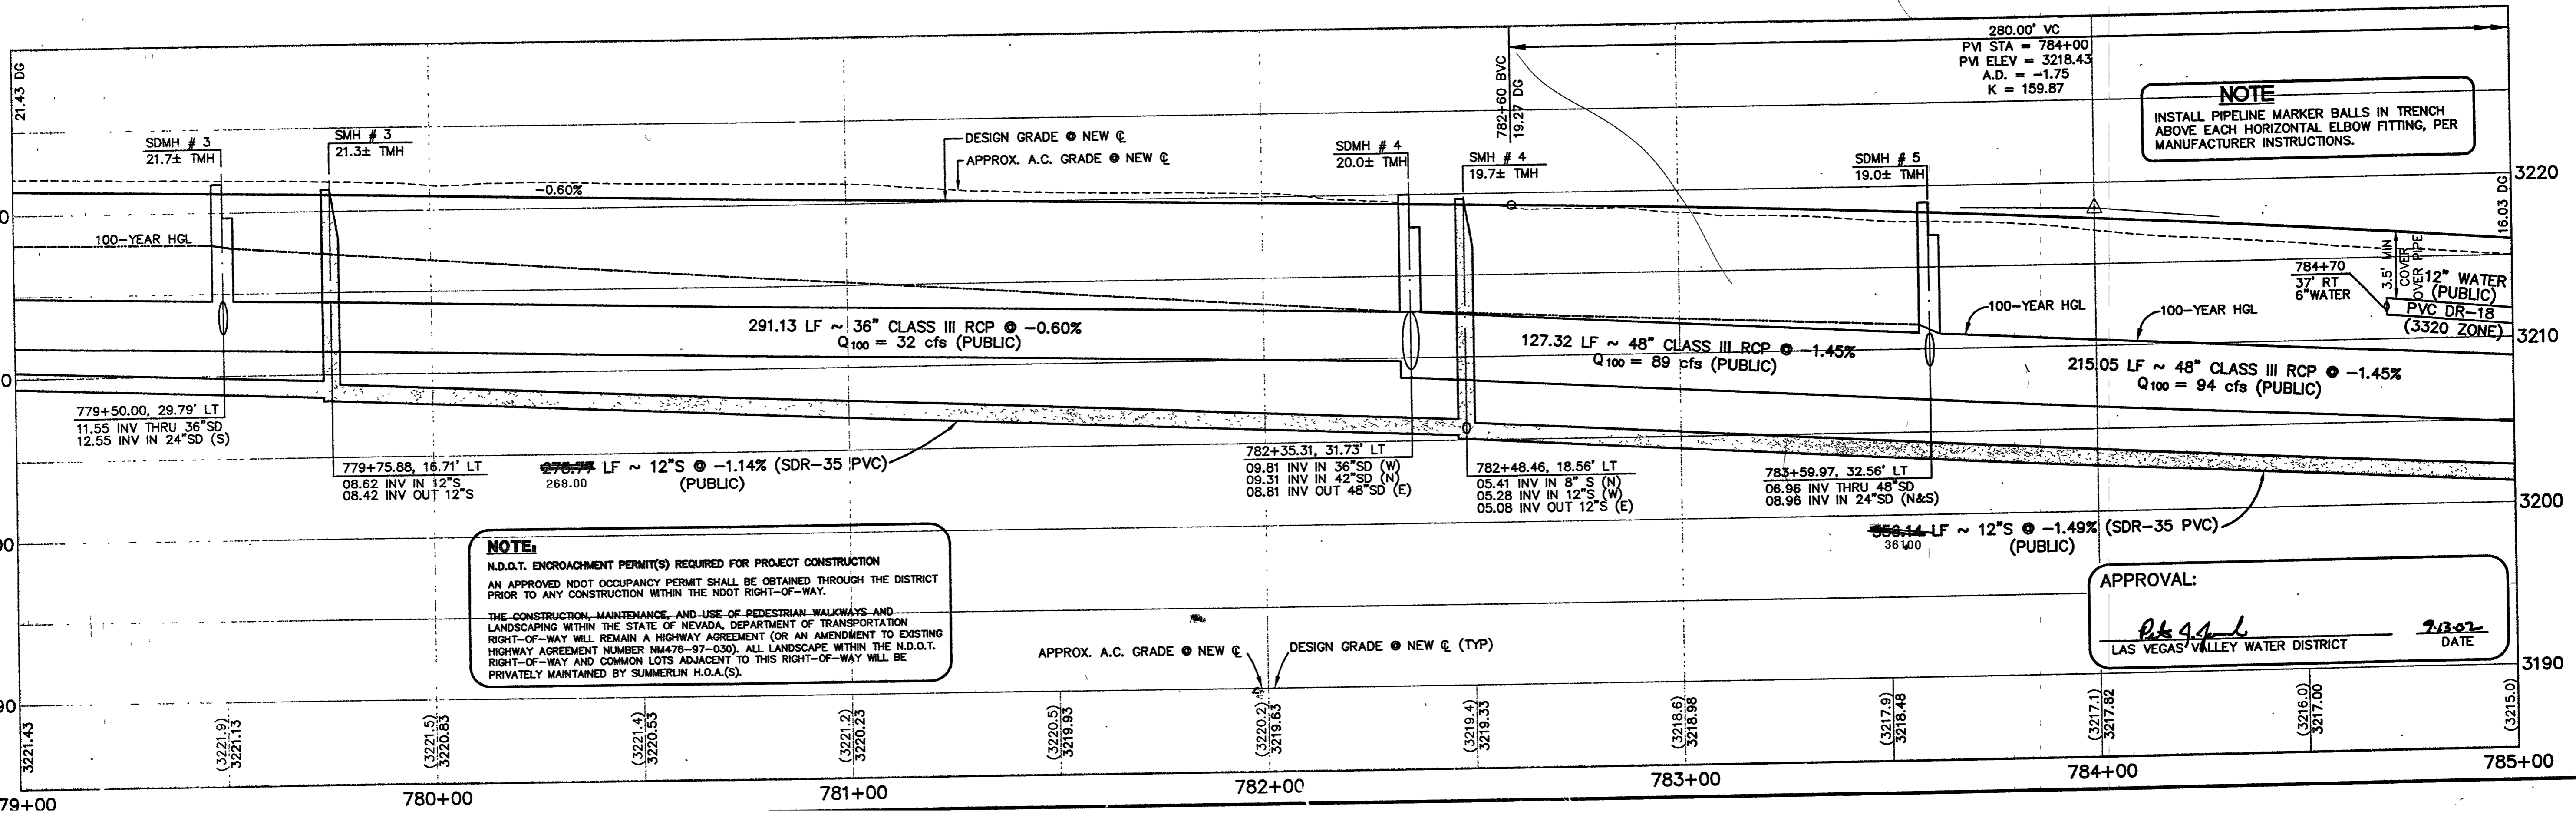 21.43 DG
SDMH # 3
21.7± TMH
SMH # 3
21.3± TMH
DESIGN GRADE @ NEW ℄
APPROX. A.C. GRADE @ NEW ℄
-0.60%
SDMH # 4
20.0± TMH
SMH # 4
19.7± TMH
782+60 BVC
19.27 DG
280.00' VC
PVI STA = 784+00
PVI ELEV = 3218.43
A.D. = -1.75
K = 159.87
SDMH # 5
19.0± TMH
NOTE
INSTALL PIPELINE MARKER BALLS IN TRENCH
ABOVE EACH HORIZONTAL ELBOW FITTING, PER
MANUFACTURER INSTRUCTIONS.
3220
16.03 DG
100-YEAR HGL
291.13 LF ~ 36" CLASS III RCP @ -0.60%
Q100 = 32 cfs (PUBLIC)
127.32 LF ~ 48" CLASS III RCP @ -1.45%
Q100 = 89 cfs (PUBLIC)
100-YEAR HGL
100-YEAR HGL
215.05 LF ~ 48" CLASS III RCP @ -1.45%
Q100 = 94 cfs (PUBLIC)
784+70
37' RT
6"WATER
3.5' MIN
COVER
OVER PIPE
12" WATER
(PUBLIC)
PVC DR-18
(3320 ZONE)
3210
779+50.00, 29.79' LT
11.55 INV THRU 36"SD
12.55 INV IN 24"SD (S)
779+75.88, 16.71' LT
08.62 INV IN 12"S
08.42 INV OUT 12"S
278.77 LF ~ 12"S @ -1.14% (SDR-35 PVC)
268.00
(PUBLIC)
782+35.31, 31.73' LT
09.81 INV IN 36"SD (W)
09.31 INV IN 42"SD (N)
08.81 INV OUT 48"SD (E)
782+48.46, 18.56' LT
05.41 INV IN 8" S (N)
05.28 INV IN 12"S (W)
05.08 INV OUT 12"S (E)
783+59.97, 32.56' LT
06.96 INV THRU 48"SD
08.96 INV IN 24"SD (N&S)
3200
LF ~ 12"S @ -1.49% (SDR-35 PVC)
36100
(PUBLIC)
NOTE:
N.D.O.T. ENCROACHMENT PERMIT(S) REQUIRED FOR PROJECT CONSTRUCTION
AN APPROVED NDOT OCCUPANCY PERMIT SHALL BE OBTAINED THROUGH THE DISTRICT
PRIOR TO ANY CONSTRUCTION WITHIN THE NDOT RIGHT-OF-WAY.
THE CONSTRUCTION, MAINTENANCE, AND USE OF PEDESTRIAN WALKWAYS AND
LANDSCAPING WITHIN THE STATE OF NEVADA, DEPARTMENT OF TRANSPORTATION
RIGHT-OF-WAY WILL REMAIN A HIGHWAY AGREEMENT (OR AN AMENDMENT TO EXISTING
HIGHWAY AGREEMENT NUMBER NM476-97-030). ALL LANDSCAPE WITHIN THE N.D.O.T.
RIGHT-OF-WAY AND COMMON LOTS ADJACENT TO THIS RIGHT-OF-WAY WILL BE
PRIVATELY MAINTAINED BY SUMMERLIN H.O.A.(S).
APPROX. A.C. GRADE @ NEW ℄
DESIGN GRADE @ NEW ℄ (TYP)
APPROVAL:
9-13-02
LAS VEGAS VALLEY WATER DISTRICT
DATE
3190
90
3221.43
(3221.9)
3221.13
(3221.5)
3220.83
(3221.4)
3220.53
(3221.2)
3220.23
(3220.5)
3219.93
(3220.2)
3219.63
(3219.4)
3219.33
(3218.6)
3218.98
(3217.9)
3218.48
(3217.1)
3217.82
(3216.0)
3217.00
(3215.0)
79+00
780+00
781+00
782+00
783+00
784+00
785+00